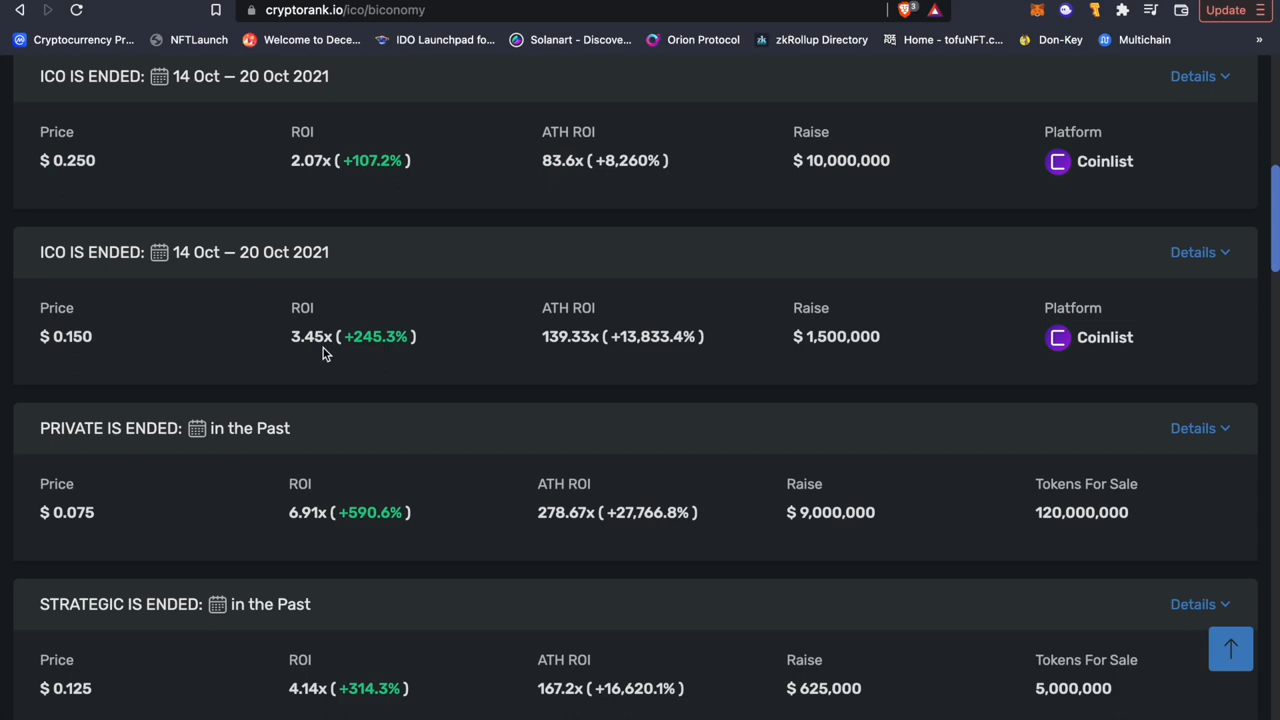 cryptorank.io/ico/biconomy
3
Update
Cryptocurrency Pr...
NFTLaunch
Welcome to Dece...
IDO Launchpad fo...
Solanart - Discove...
Orion Protocol
zkRollup Directory
Home - tofuNFT.c...
Don-Key
Multichain
»
ICO IS ENDED: 14 Oct — 20 Oct 2021
Details
Price ROI ATH ROI Raise Platform
$ 0.250 2.07x ( +107.2% ) 83.6x ( +8,260% ) $ 10,000,000 Coinlist
ICO IS ENDED: 14 Oct — 20 Oct 2021
Details
Price ROI ATH ROI Raise Platform
$ 0.150 3.45x ( +245.3% ) 139.33x ( +13,833.4% ) $ 1,500,000 Coinlist
PRIVATE IS ENDED: in the Past
Details
Price ROI ATH ROI Raise Tokens For Sale
$ 0.075 6.91x ( +590.6% ) 278.67x ( +27,766.8% ) $ 9,000,000 120,000,000
STRATEGIC IS ENDED: in the Past
Details
Price ROI ATH ROI Raise Tokens For Sale
$ 0.125 4.14x ( +314.3% ) 167.2x ( +16,620.1% ) $ 625,000 5,000,000